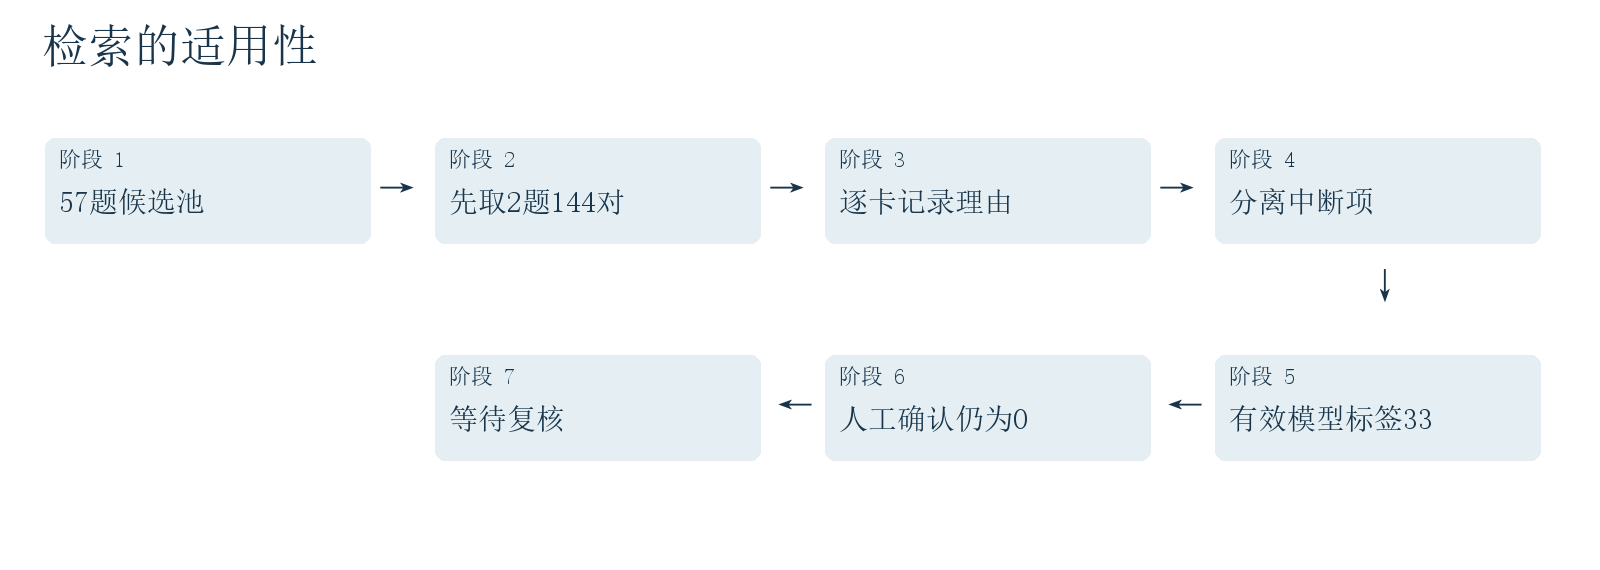 检索的适用性
阶段 1
57题候选池
阶段 2
先取2题144对
阶段 3
逐卡记录理由
阶段 4
分离中断项
阶段 5
有效模型标签33
阶段 6
人工确认仍为0
阶段 7
等待复核